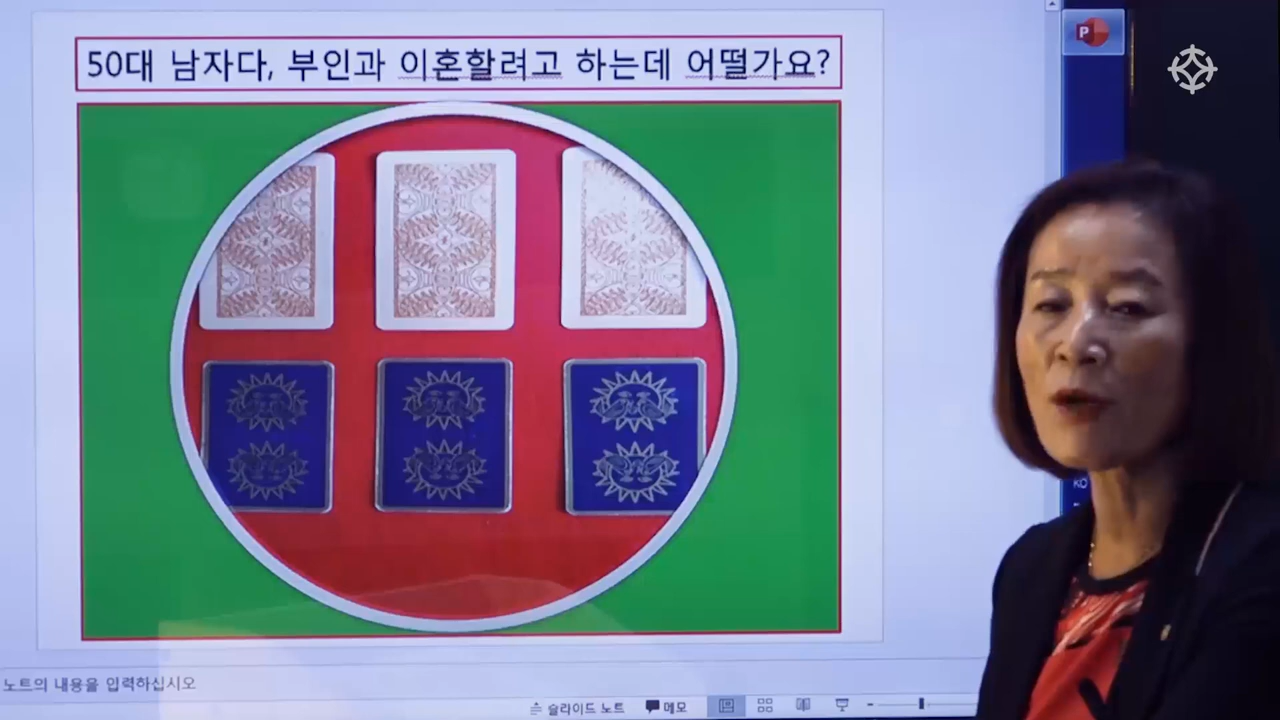 50대 남자다, 부인과 이혼할려고 하는데 어떨가요?
P
노트의 내용을 입력하십시오
슬라이드 노트
메모